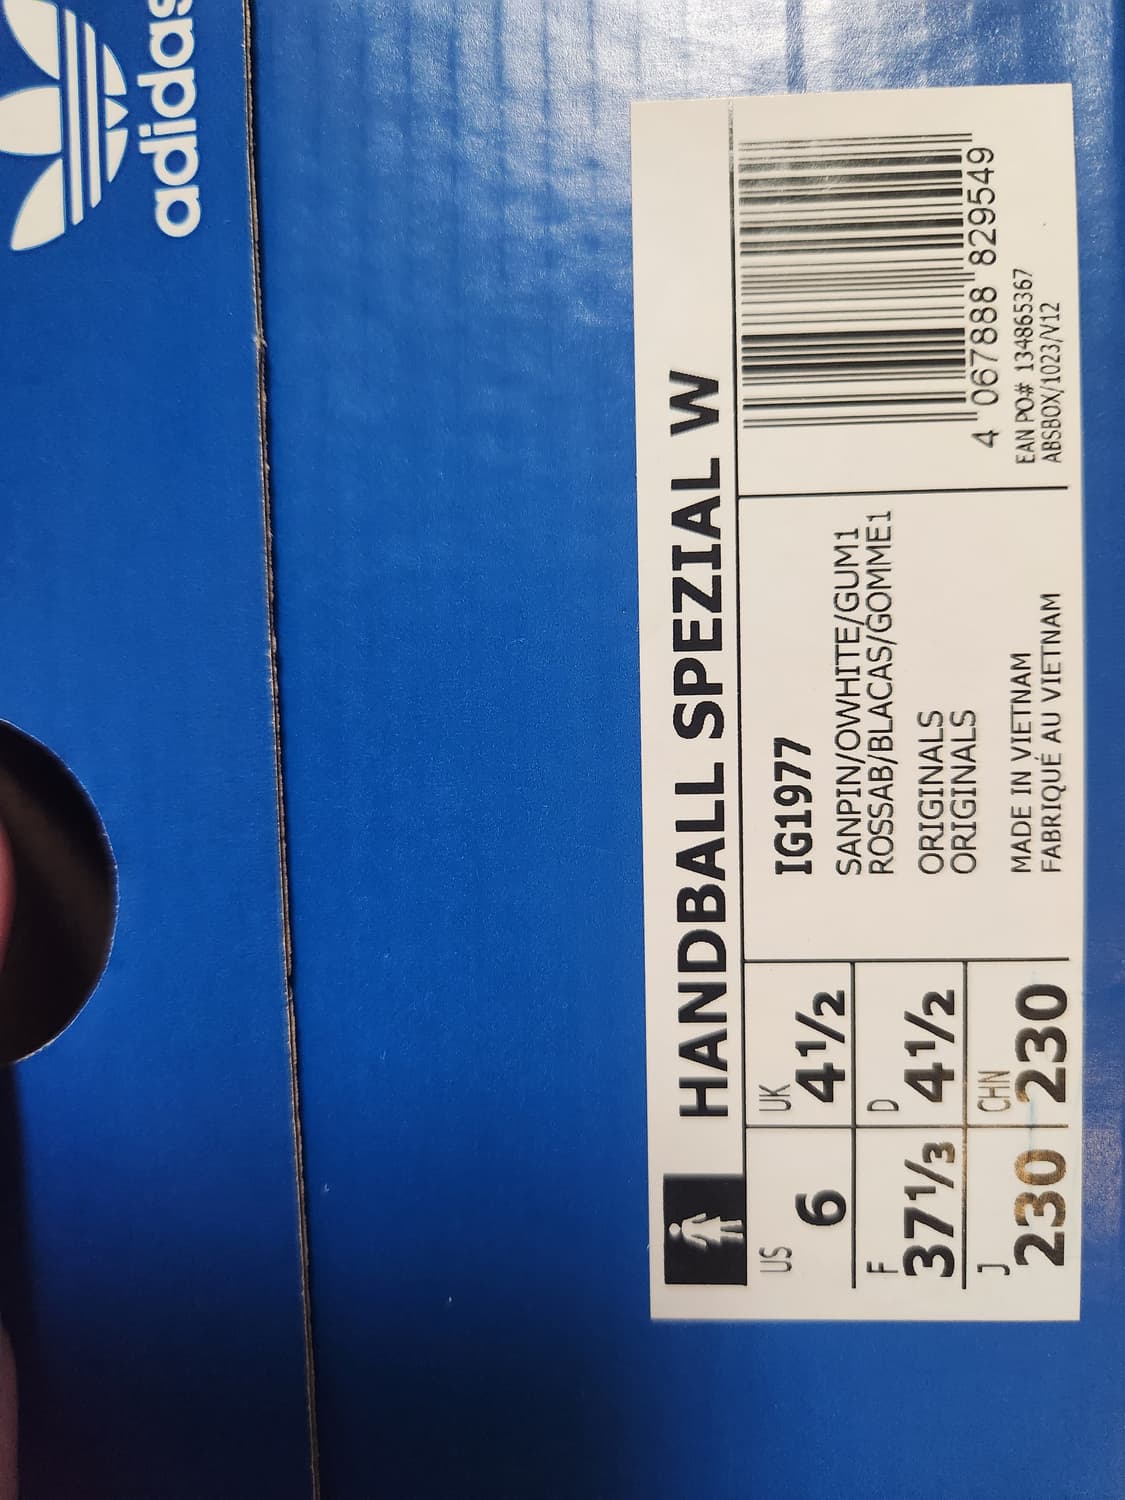 adidas
HANDBALL SPEZIAL W
US
6
UK
4½
F
37⅓
D
4½
J
230
CHN
230
IG1977
SANPIN/OWHITE/GUM1
ROSSAB/BLACAS/GOMME1
ORIGINALS
ORIGINALS
MADE IN VIETNAM
FABRIQUÉ AU VIETNAM
4 067888 829549
EAN PO# 134865367
ABSBOX/1023/V12